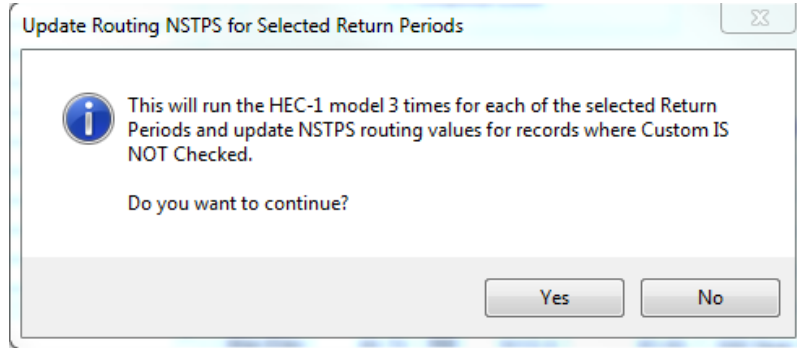 Update Routing NSTPS for Selected Return Periods
This will run the HEC-1 model 3 times for each of the selected Return
Periods and update NSTPS routing values for records where Custom IS
NOT Checked.
Do you want to continue?
Yes No